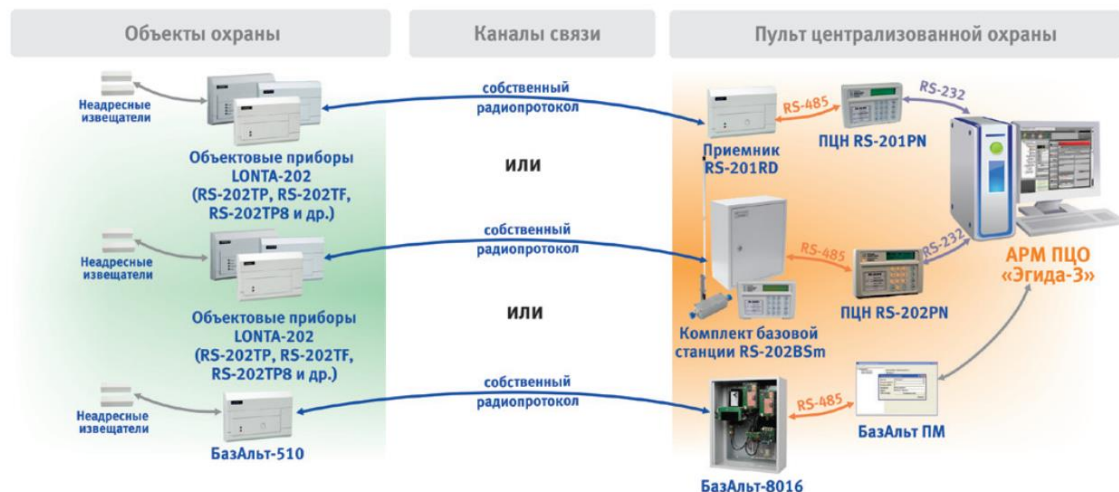 Объекты охраны
Каналы связи
Пульт централизованной охраны
Неадресные
извещатели
Объектовые приборы
LONTA-202
(RS-202TP, RS-202TF,
RS-202TP8 и др.)
собственный
радиопротокол
Приемник
RS-201RD
RS-485
ПЦН RS-201PN
RS-232
ИЛИ
Неадресные
извещатели
Объектовые приборы
LONTA-202
(RS-202TP, RS-202TF,
RS-202TP8 и др.)
собственный
радиопротокол
Комплект базовой
станции RS-202BSm
RS-485
ПЦН RS-202PN
RS-232
АРМ ПЦО
«Эгида-3»
ИЛИ
Неадресные
извещатели
БазАльт-510
собственный
радиопротокол
БазАльт-8016
RS-485
БазАльт ПМ